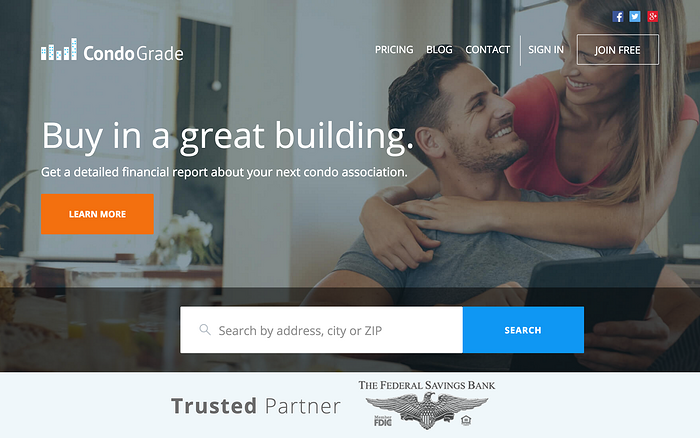 CondoGrade
PRICING BLOG CONTACT SIGN IN JOIN FREE
Buy in a great building.
Get a detailed financial report about your next condo association.
LEARN MORE
Search by address, city or ZIP
SEARCH
Trusted Partner
THE FEDERAL SAVINGS BANK
Member
FDIC